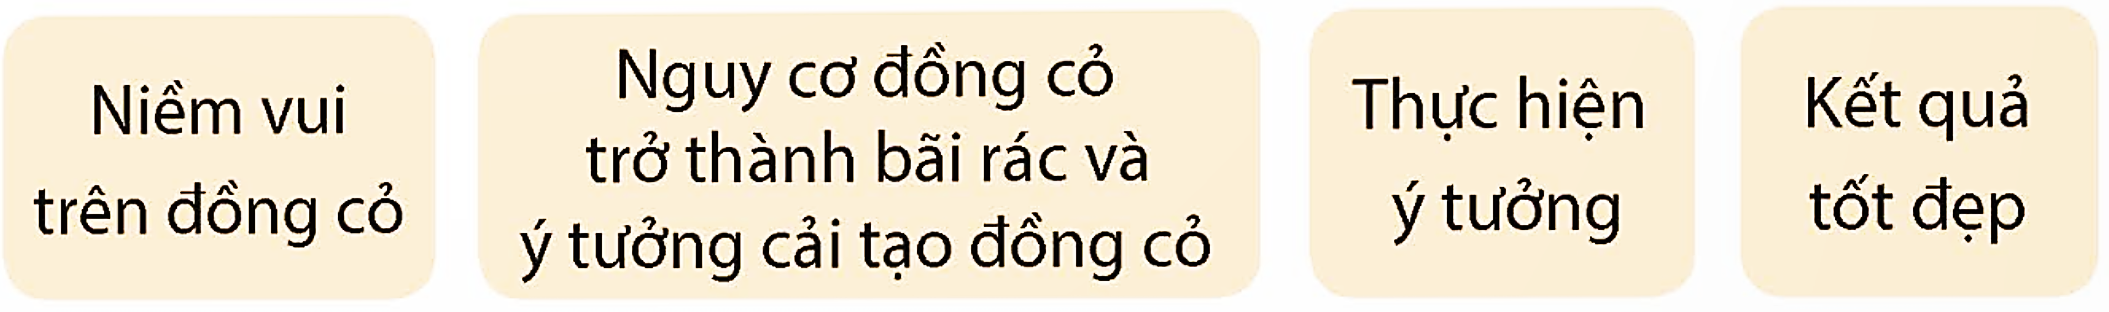 Niềm vui
trên đồng cỏ
Nguy cơ đồng cỏ
trở thành bãi rác và
ý tưởng cải tạo đồng cỏ
Thực hiện
ý tưởng
Kết quả
tốt đẹp